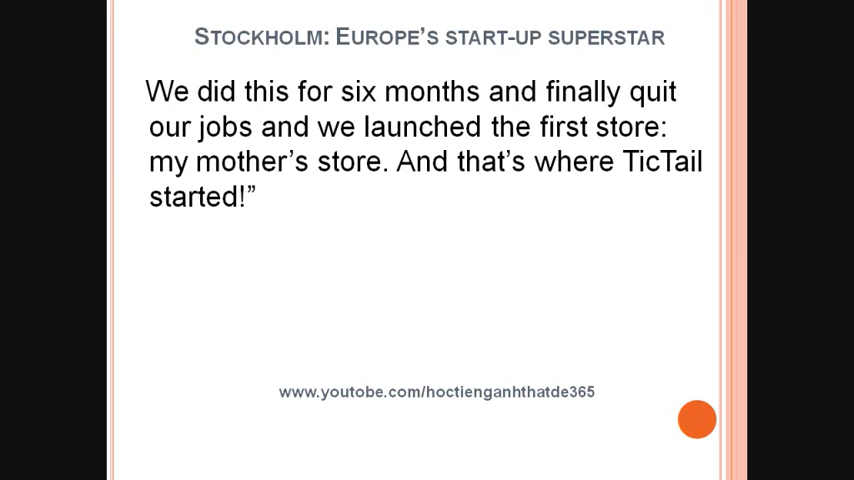 STOCKHOLM: EUROPE’S START-UP SUPERSTAR
We did this for six months and finally quit
our jobs and we launched the first store:
my mother’s store. And that’s where TicTail
started!”
www.youtobe.com/hoctienganhthatde365